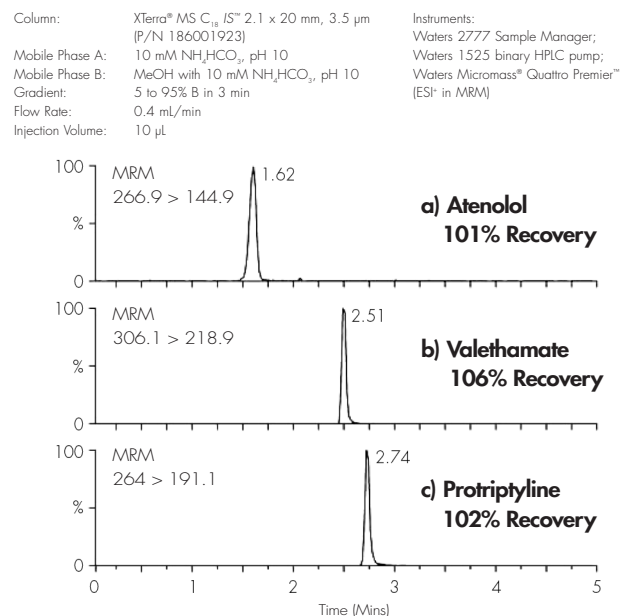 Column: XTerra® MS C₁₈ IS™ 2.1 x 20 mm, 3.5 µm
(P/N 186001923)
Mobile Phase A: 10 mM NH₄HCO₃, pH 10
Mobile Phase B: MeOH with 10 mM NH₄HCO₃, pH 10
Gradient: 5 to 95% B in 3 min
Flow Rate: 0.4 mL/min
Injection Volume: 10 µL
Instruments:
Waters 2777 Sample Manager;
Waters 1525 binary HPLC pump;
Waters Micromass® Quattro Premier™
(ESI⁺ in MRM)
100
%
0
MRM
266.9 > 144.9
1.62
a) Atenolol
101% Recovery
100
%
0
MRM
306.1 > 218.9
2.51
b) Valethamate
106% Recovery
100
%
0
MRM
264 > 191.1
2.74
c) Protriptyline
102% Recovery
0 1 2 3 4 5
Time (Mins)